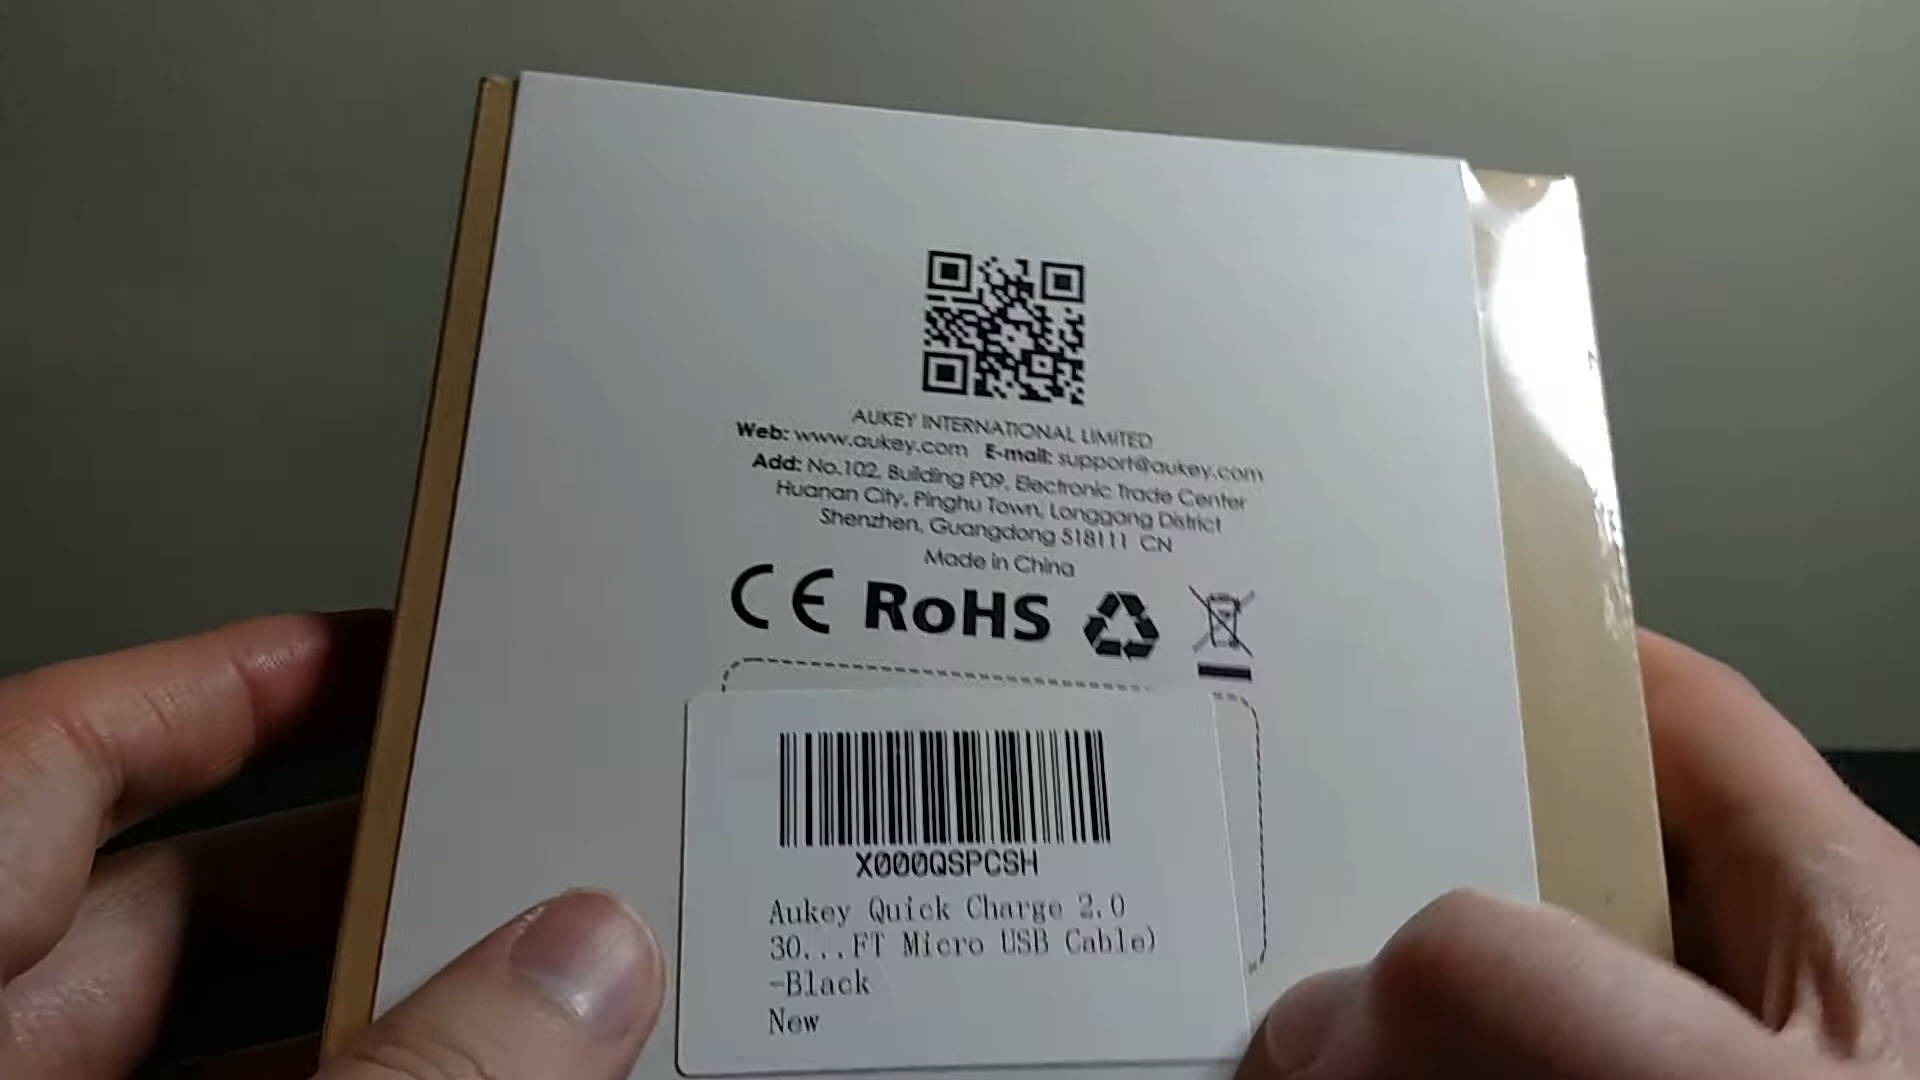 AUKEY INTERNATIONAL LIMITED
Web: www.aukey.com E-mail: support@aukey.com
Add: No.102, Building P09, Electronic Trade Center
Huanan City, Pinghu Town, Longgang District
Shenzhen, Guangdong 518111 CN
Made in China
CE RoHS
X000QSPCSH
Aukey Quick Charge 2.0
30...FT Micro USB Cable)
-Black
New